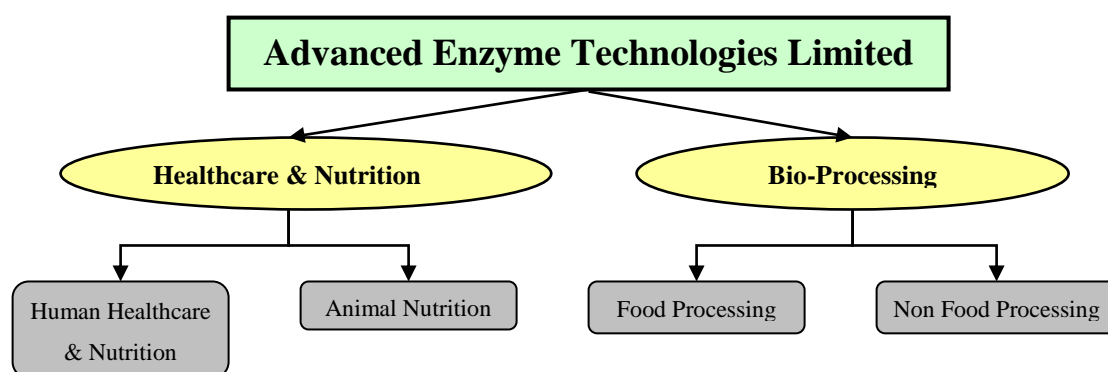 Advanced Enzyme Technologies Limited
Healthcare & Nutrition
Bio-Processing
Human Healthcare
& Nutrition
Animal Nutrition
Food Processing
Non Food Processing